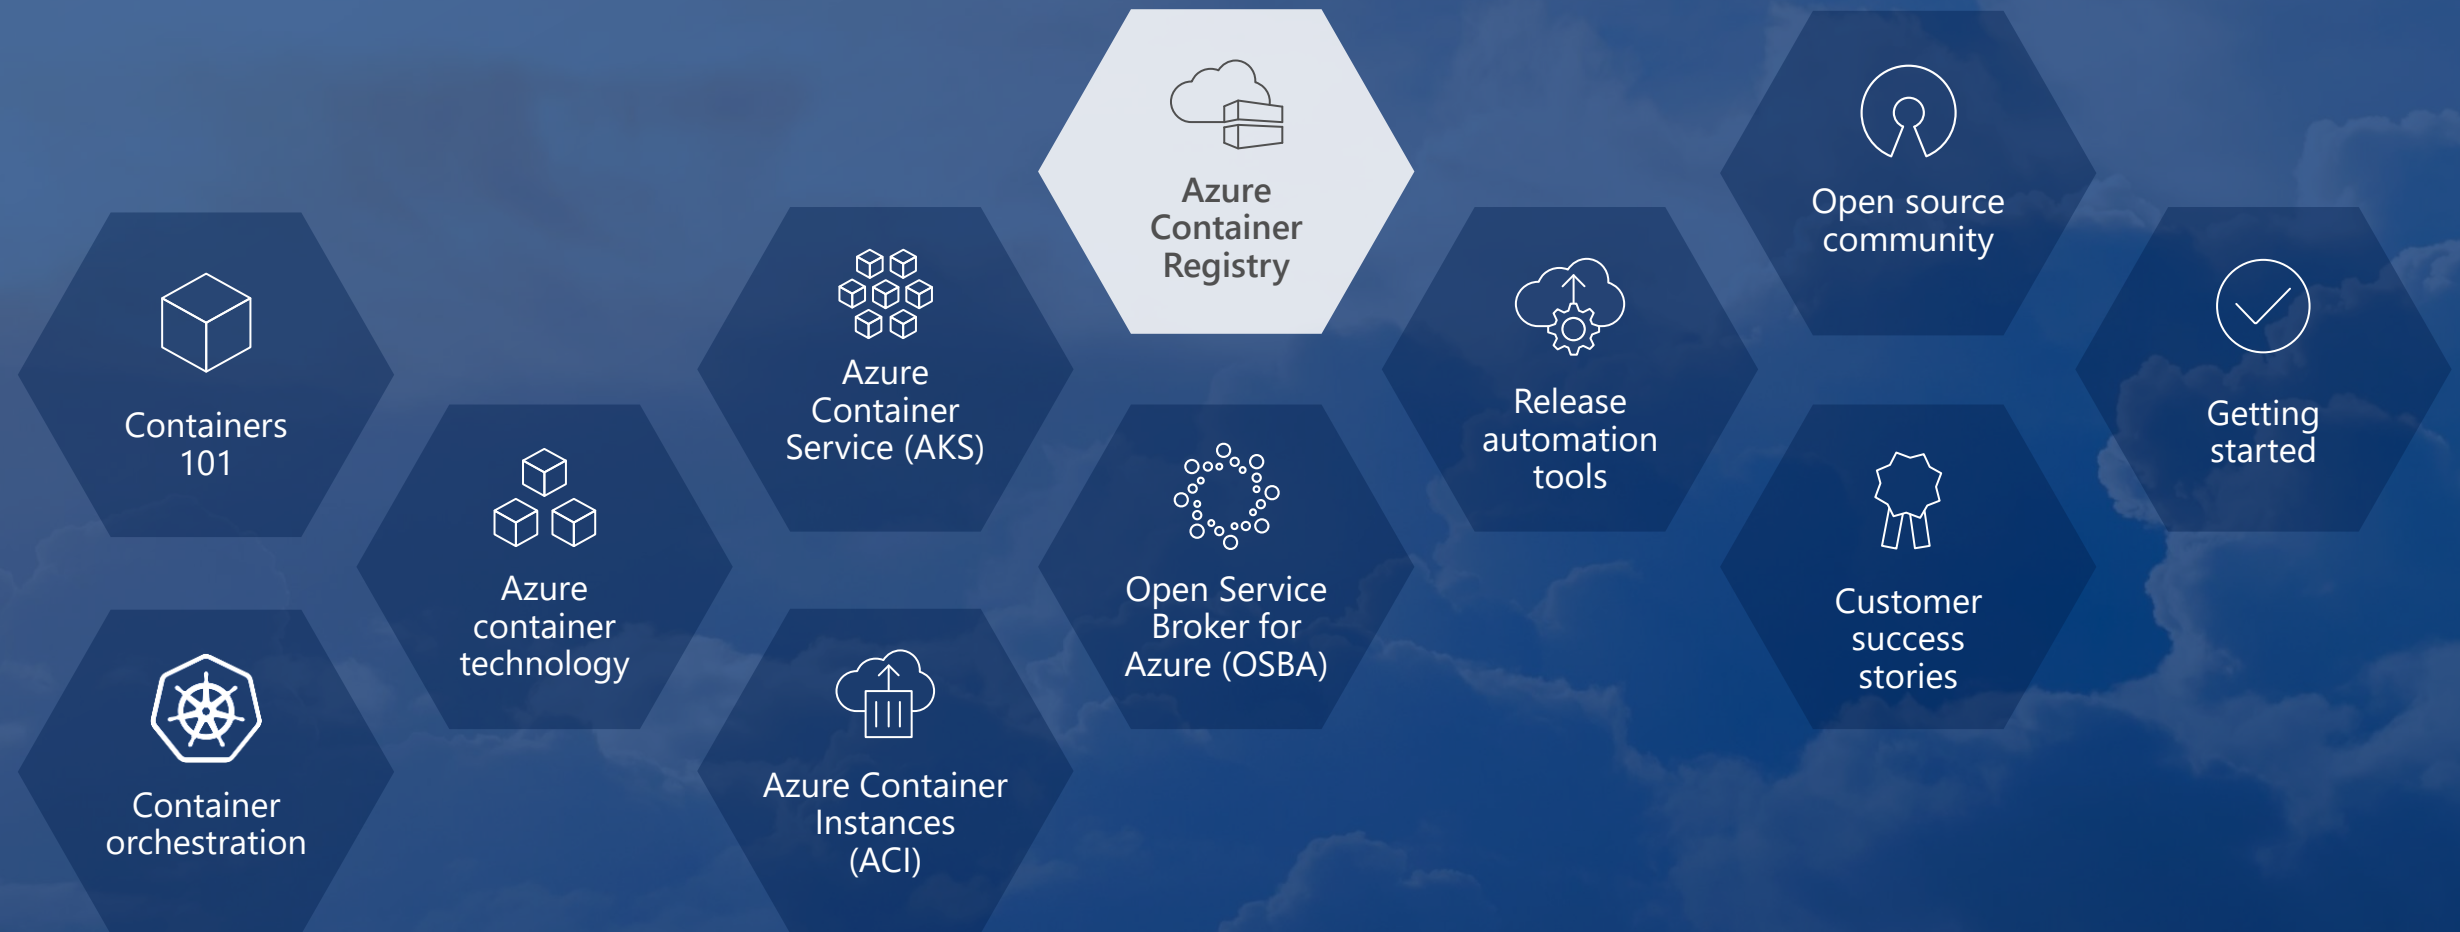 Containers
101
Container
orchestration
Azure
container
technology
Azure
Container
Service (AKS)
Azure Container
Instances
(ACI)
Azure
Container
Registry
Open Service
Broker for
Azure (OSBA)
Release
automation
tools
Open source
community
Customer
success
stories
Getting
started